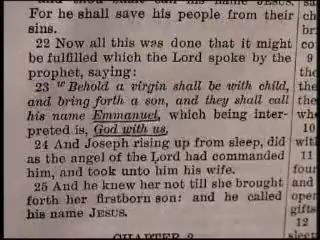 For he shall save his people from their
sins.
22 Now all this was done that it might
be fulfilled which the Lord spoke by the
prophet, saying:
23 Behold a virgin shall be with child,
and bring forth a son, and they shall call
his name Emmanuel, which being inter-
preted is, God with us,
24 And Joseph rising up from sleep, did
as the angel of the Lord had commanded
him, and took unto him his wife.
25 And he knew her not till she brought
forth her firstborn son: and he called
his name JESUS.